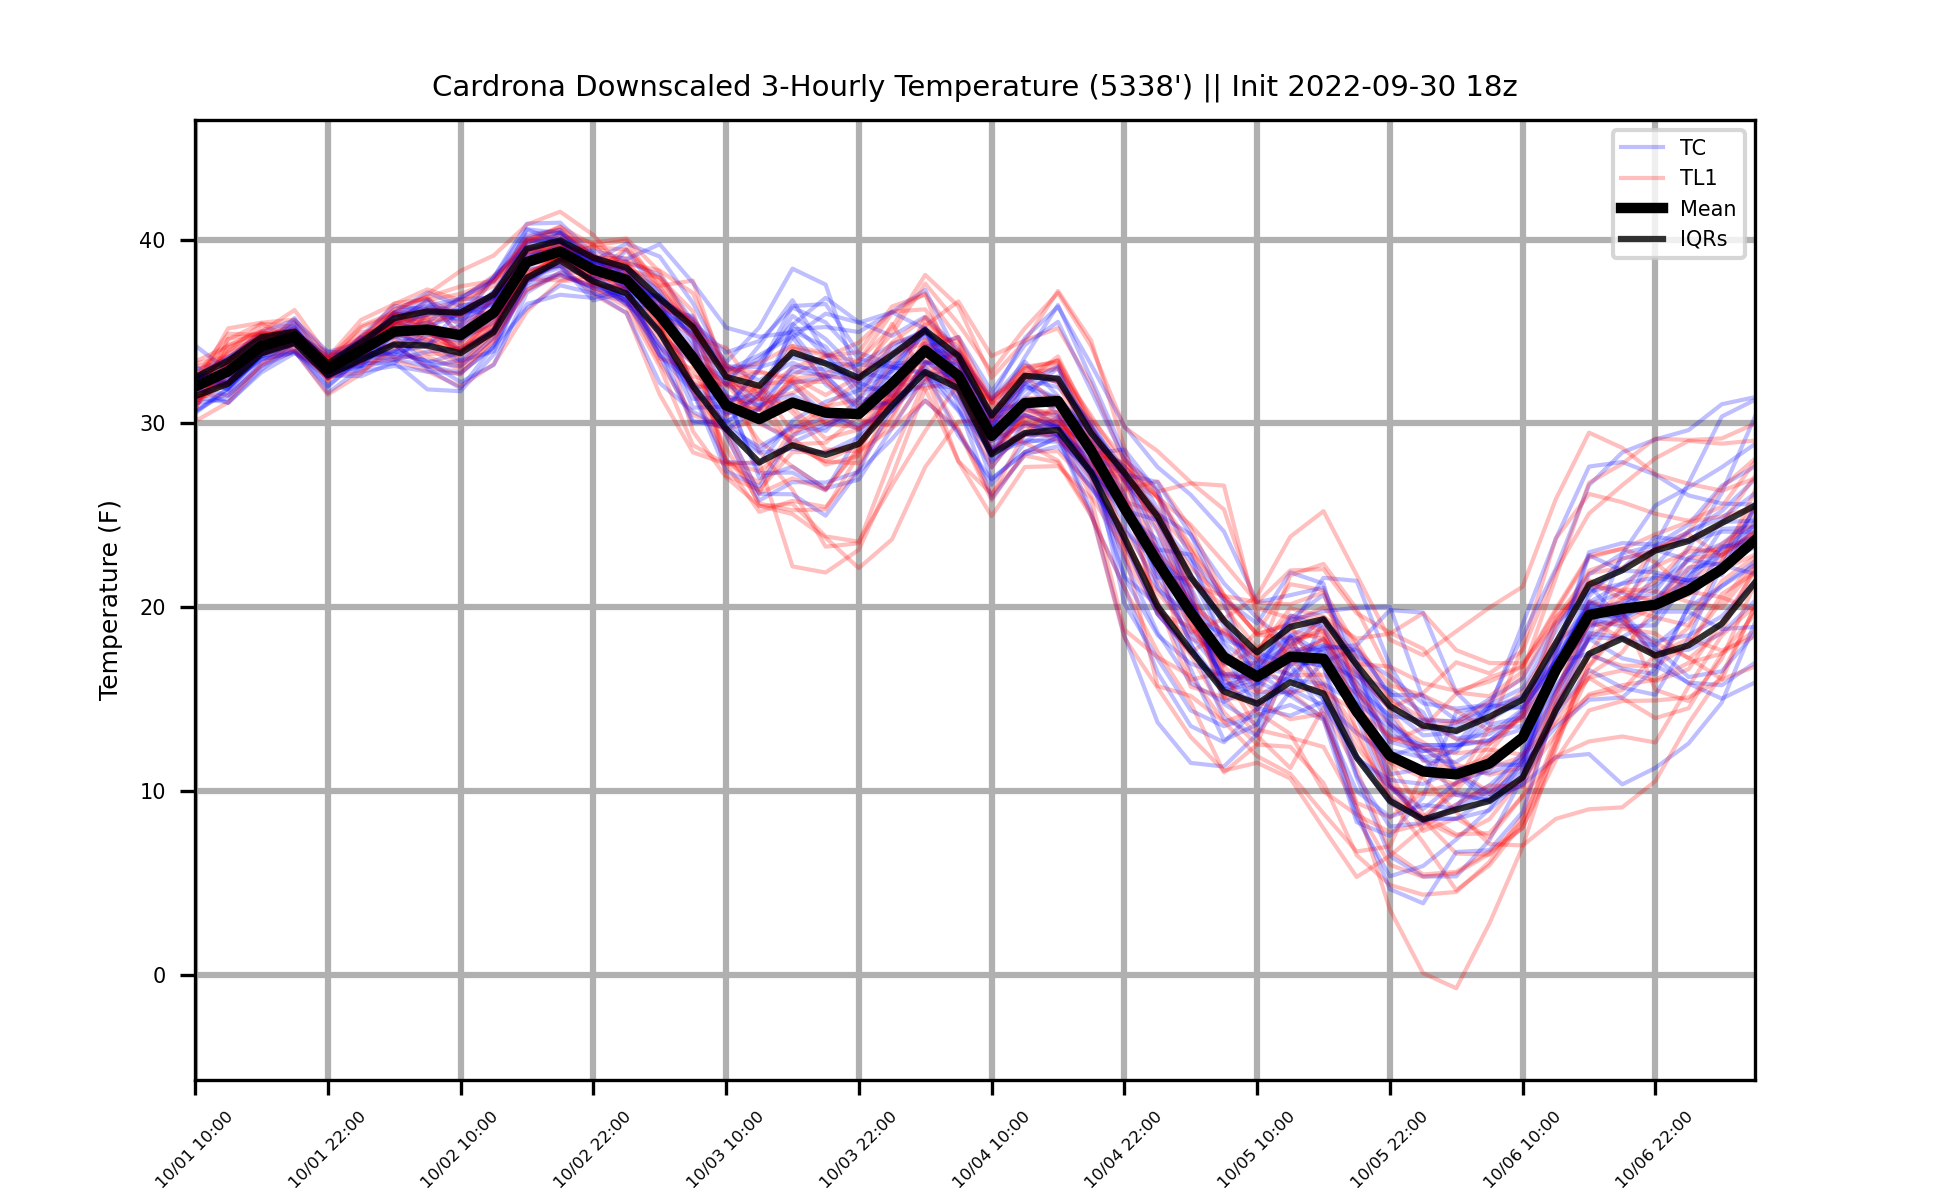 Cardrona Downscaled 3-Hourly Temperature (5338') || Init 2022-09-30 18z
TC
TL1
Mean
IQRs
Temperature (F)
40
30
20
10
0
10/01 10:00
10/01 22:00
10/02 10:00
10/02 22:00
10/03 10:00
10/03 22:00
10/04 10:00
10/04 22:00
10/05 10:00
10/05 22:00
10/06 10:00
10/06 22:00